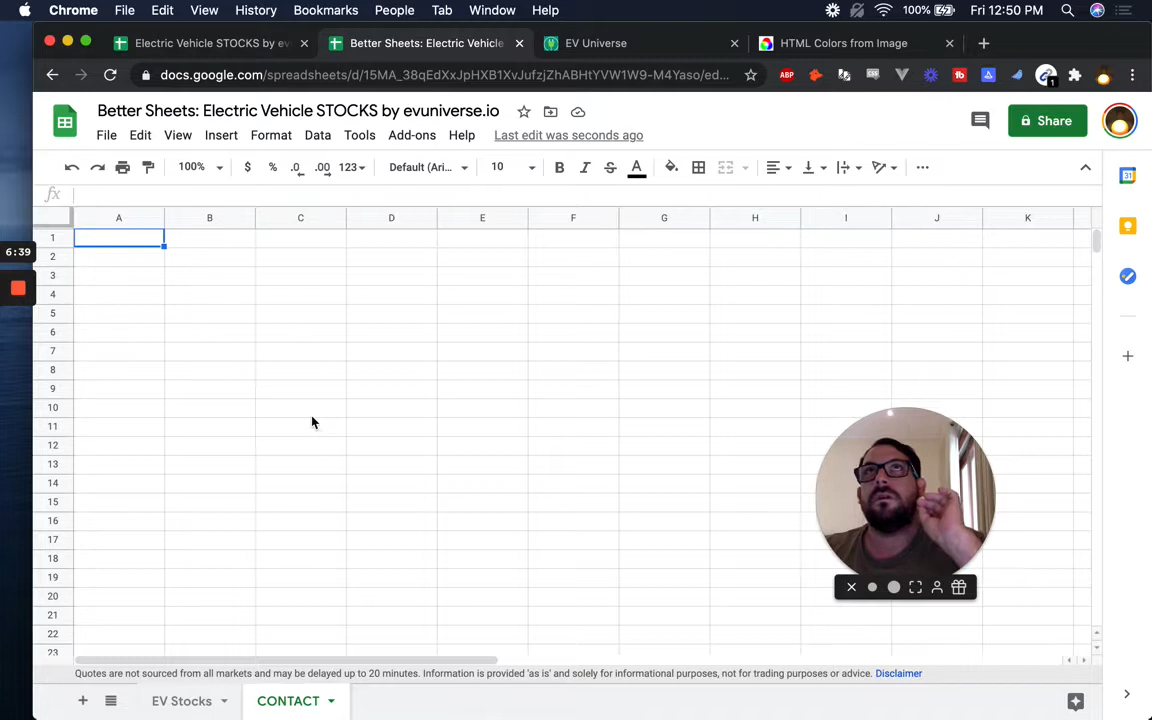 Chrome File Edit View History Bookmarks People Tab Window Help 100% Fri 12:50 PM
Electric Vehicle STOCKS by ev × Better Sheets: Electric Vehicle × EV Universe × HTML Colors from Image × +
docs.google.com/spreadsheets/d/15MA_38qEdXxJpHXB1XvJufzjZhABHtYVW1W9-M4Yaso/ed... ABP 1
Better Sheets: Electric Vehicle STOCKS by evuniverse.io
Share
File Edit View Insert Format Data Tools Add-ons Help Last edit was seconds ago
100% $ % .0 .00 123 Default (Ari... 10 B I S A
31
fx
A B C D E F G H I J K
1
2
6:39
3
4
5
6
7
8
9
10
11
12
13
14
15
16
17
18
19
20
21
22
23
Quotes are not sourced from all markets and may be delayed up to 20 minutes. Information is provided 'as is' and solely for informational purposes, not for trading purposes or advice. Disclaimer
+ EV Stocks CONTACT